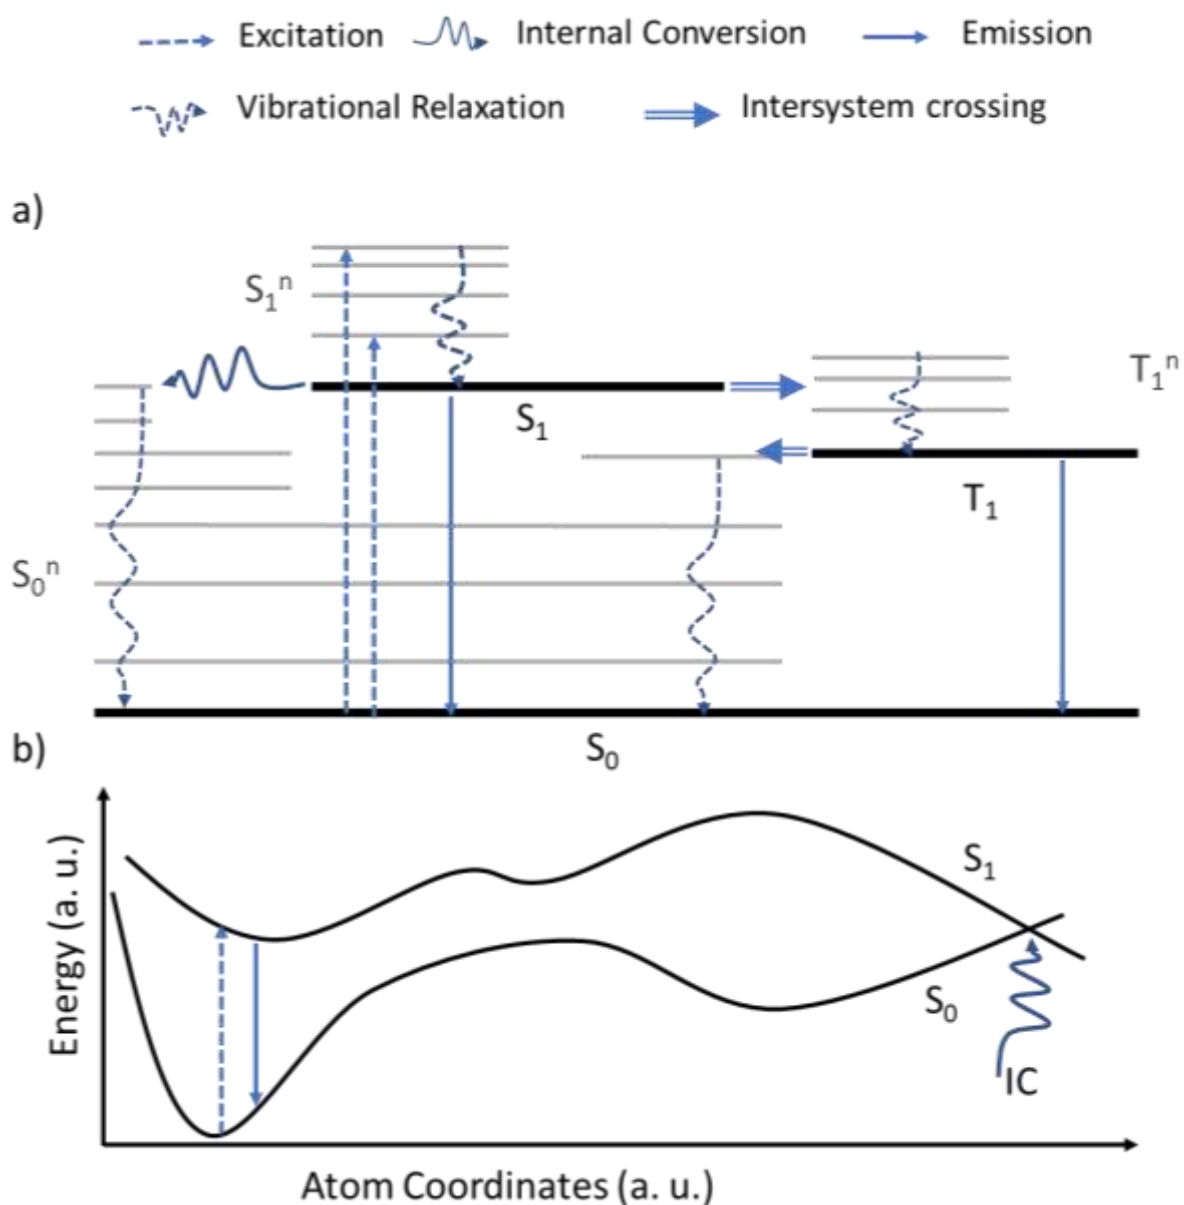 Excitation Internal Conversion Emission
Vibrational Relaxation Intersystem crossing
a)
S₁ⁿ
T₁ⁿ
S₁
T₁
S₀ⁿ
S₀
b)
Energy (a. u.)
S₁
S₀
IC
Atom Coordinates (a. u.)